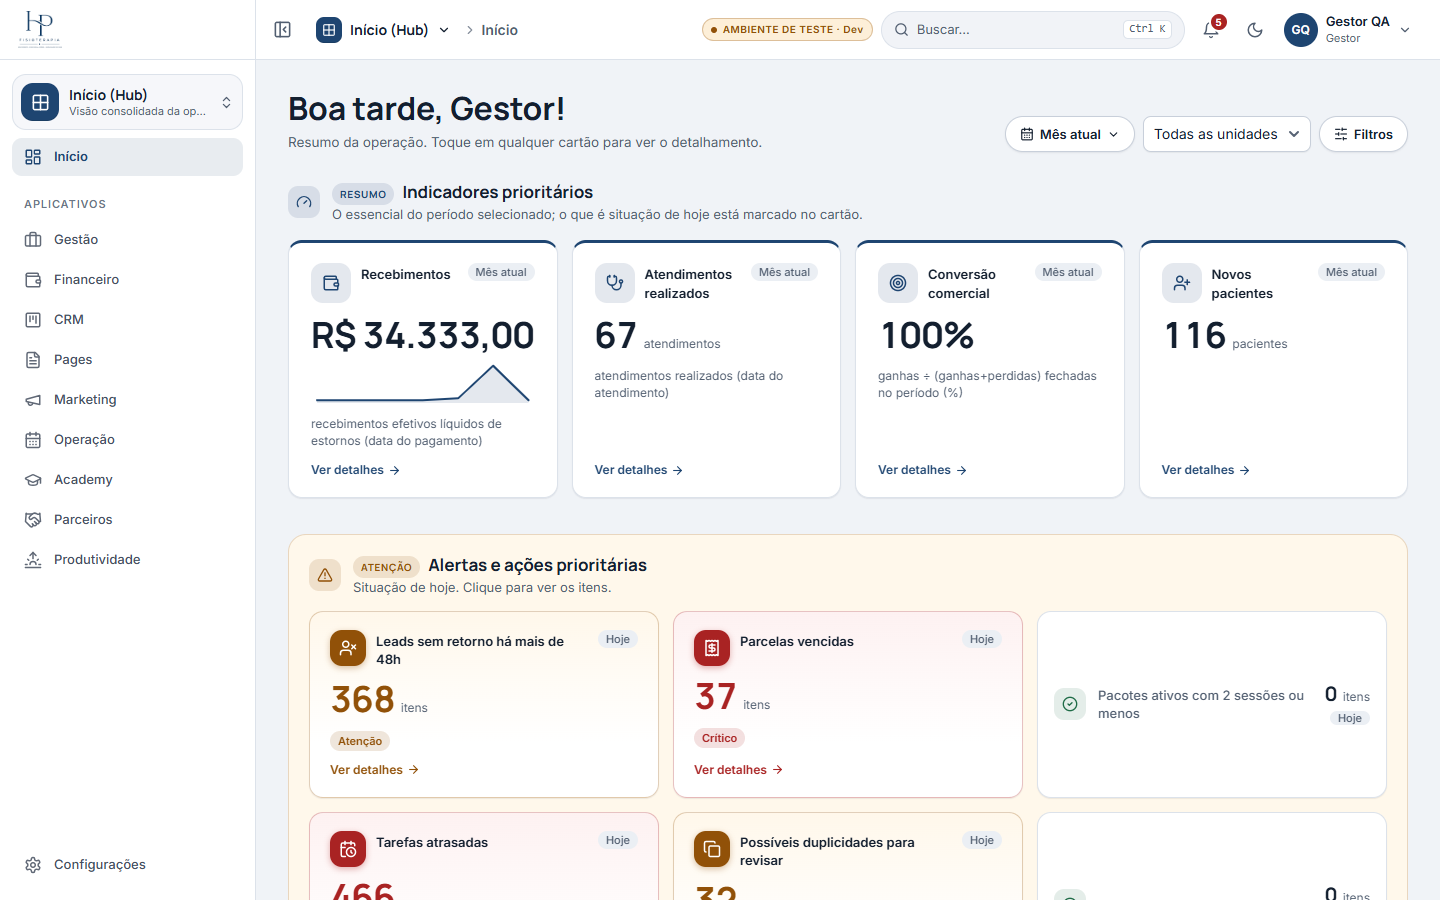 hp
FISIOTERAPIA
Início (Hub)
Início
AMBIENTE DE TESTE · Dev
Buscar...
Ctrl K
5
GQ
Gestor QA
Gestor
Início (Hub)
Visão consolidada da op...
Início
APLICATIVOS
Gestão
Financeiro
CRM
Pages
Marketing
Operação
Academy
Parceiros
Produtividade
Configurações
Boa tarde, Gestor!
Resumo da operação. Toque em qualquer cartão para ver o detalhamento.
Mês atual
Todas as unidades
Filtros
RESUMO
Indicadores prioritários
O essencial do período selecionado; o que é situação de hoje está marcado no cartão.
Recebimentos
Mês atual
R$ 34.333,00
recebimentos efetivos líquidos de
estornos (data do pagamento)
Ver detalhes →
Atendimentos
realizados
Mês atual
67 atendimentos
atendimentos realizados (data do
atendimento)
Ver detalhes →
Conversão
comercial
Mês atual
100%
ganhas ÷ (ganhas+perdidas) fechadas
no período (%)
Ver detalhes →
Novos
pacientes
Mês atual
116 pacientes
Ver detalhes →
ATENÇÃO
Alertas e ações prioritárias
Situação de hoje. Clique para ver os itens.
Leads sem retorno há mais de
48h
Hoje
368 itens
Atenção
Ver detalhes →
Parcelas vencidas
Hoje
37 itens
Crítico
Ver detalhes →
Pacotes ativos com 2 sessões ou
menos
0 itens
Hoje
Tarefas atrasadas
Hoje
466
Possíveis duplicidades para
revisar
Hoje
32
0 itens